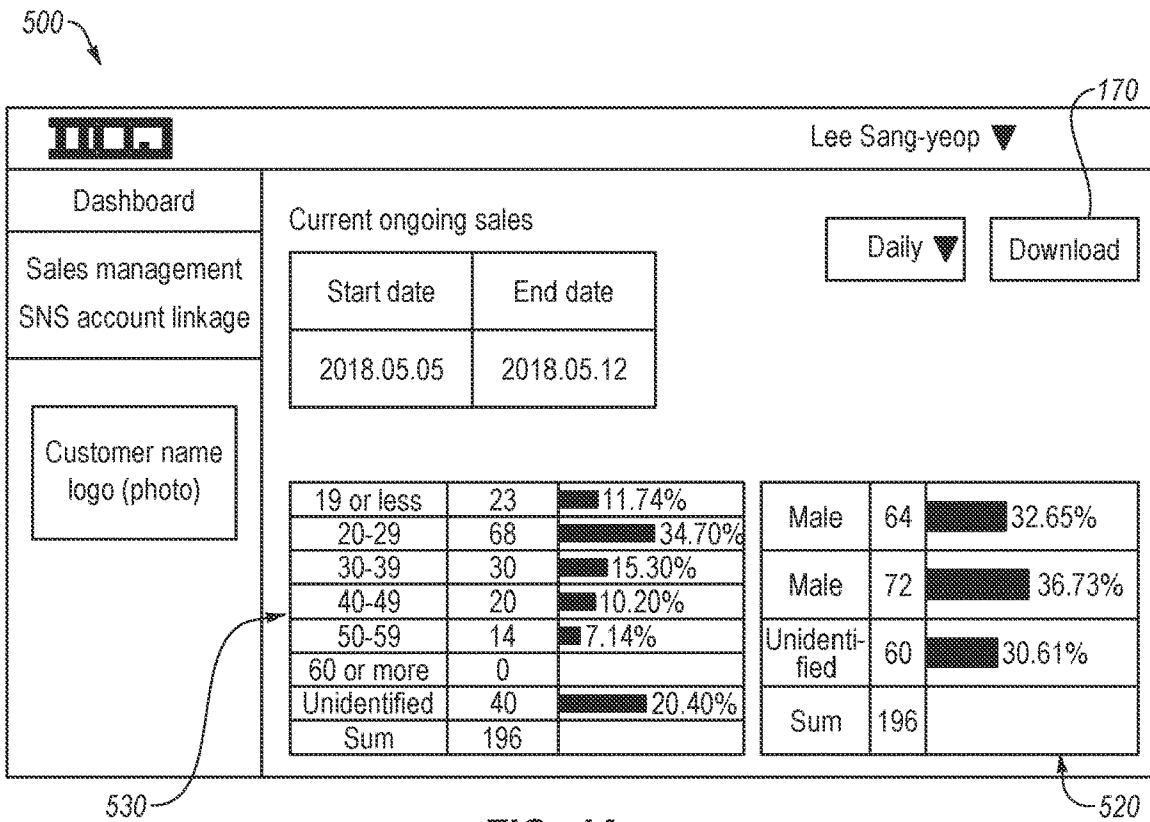 500
170
Lee Sang-yeop ▼
Dashboard
Sales management
SNS account linkage
Customer name
logo (photo)
Current ongoing sales
Daily ▼
Download
Start date End date
2018.05.05 2018.05.12
19 or less 23 11.74%
20-29 68 34.70%
30-39 30 15.30%
40-49 20 10.20%
50-59 14 7.14%
60 or more 0
Unidentified 40 20.40%
Sum 196
Male 64 32.65%
Male 72 36.73%
Unidenti-
fied 60 30.61%
Sum 196
530
520